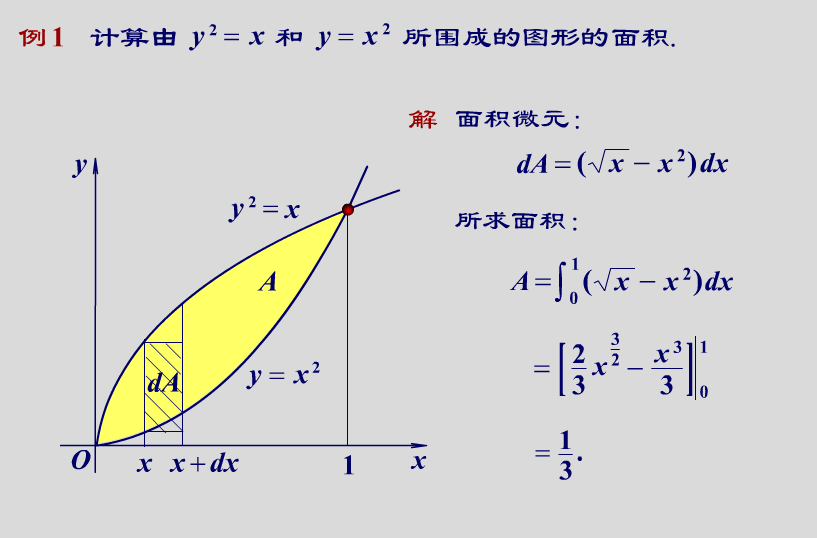 例1 计算由 y² = x 和 y = x² 所围成的图形的面积.
解 面积微元:
dA = (√x − x²)dx
所求面积:
A = ∫₀¹ (√x − x²)dx
= [2/3 x^(3/2) − x³/3] |₀¹
= 1/3.
y
y² = x
A
y = x²
dA
O x x+dx 1 x